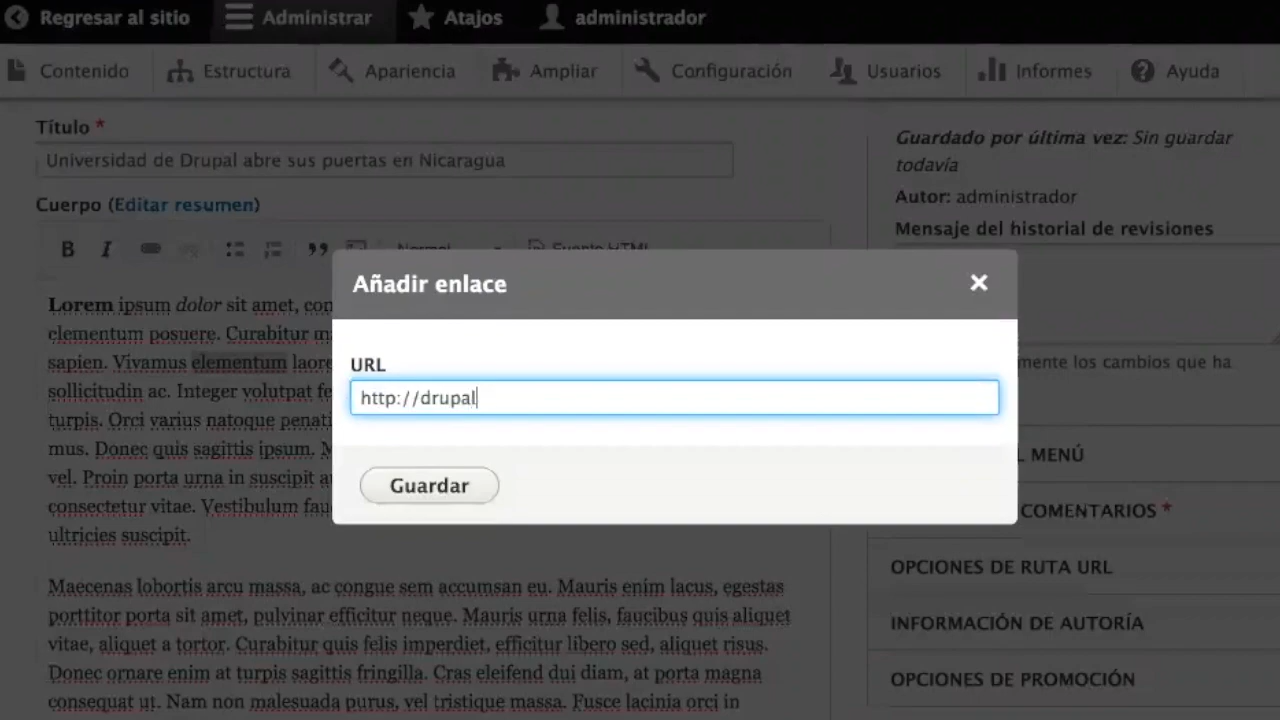 Regresar al sitio Administrar Atajos administrador
Contenido Estructura Apariencia Ampliar Configuración Usuarios Informes Ayuda
Título *
Universidad de Drupal abre sus puertas en Nicaragua
Cuerpo (Editar resumen)
B I Normal Fuente HTML
Lorem ipsum dolor sit amet, con
clementum posuere. Curabitur m
sapien. Vivamus elementum laore
sollicitudin ac. Integer volutpat fe
turpis. Orci varius natoque penati
mus. Donec quis sagittis ipsum. M
vel. Proin porta urna in suscipit a
consectetur vitae. Vestibulum fau
ultricies suscipit.
Maecenas lobortis arcu massa, ac congue sem accumsan eu. Mauris enim lacus, egestas
porttitor porta sit amet, pulvinar efficitur neque. Mauris urna felis, faucibus quis aliquet
vitae, aliquet a tortor. Curabitur quis felis imperdiet, efficitur libero sed, aliquet risus.
Donec ornare enim at turpis sagittis fringilla. Cras eleifend dui diam, at porta magna
consequat ut. Nam non malesuada purus, vel tristique massa. Fusce lacinia orci in
Añadir enlace
URL
http://drupal
Guardar
Guardado por última vez: Sin guardar
todavía
Autor: administrador
Mensaje del historial de revisiones
mente los cambios que ha
L MENÚ
COMENTARIOS *
OPCIONES DE RUTA URL
INFORMACIÓN DE AUTORÍA
OPCIONES DE PROMOCIÓN